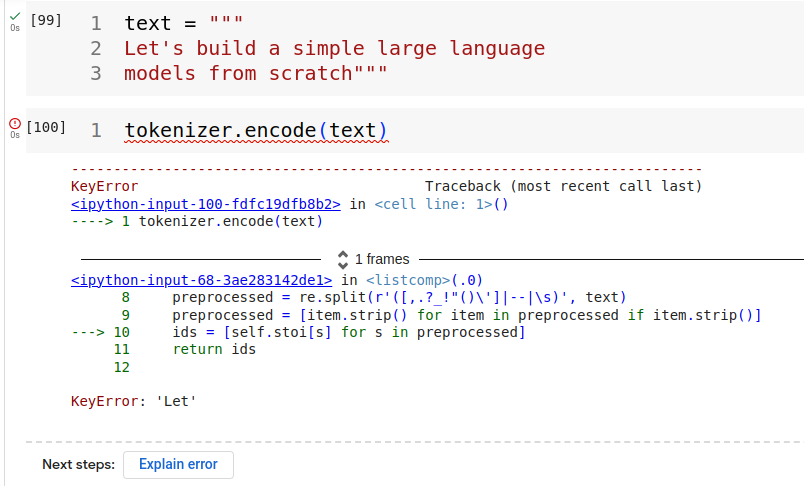 [99] 1 text = """
0s 2 Let's build a simple large language
3 models from scratch"""
[100] 1 tokenizer.encode(text)
0s
---------------------------------------------------------------------------
KeyError Traceback (most recent call last)
<ipython-input-100-fdfc19dfb8b2> in <cell line: 1>()
----> 1 tokenizer.encode(text)
1 frames
<ipython-input-68-3ae283142de1> in <listcomp>(.0)
8 preprocessed = re.split(r'([,.?_!"()\']|--|\s)', text)
9 preprocessed = [item.strip() for item in preprocessed if item.strip()]
---> 10 ids = [self.stoi[s] for s in preprocessed]
11 return ids
12
KeyError: 'Let'
Next steps: Explain error